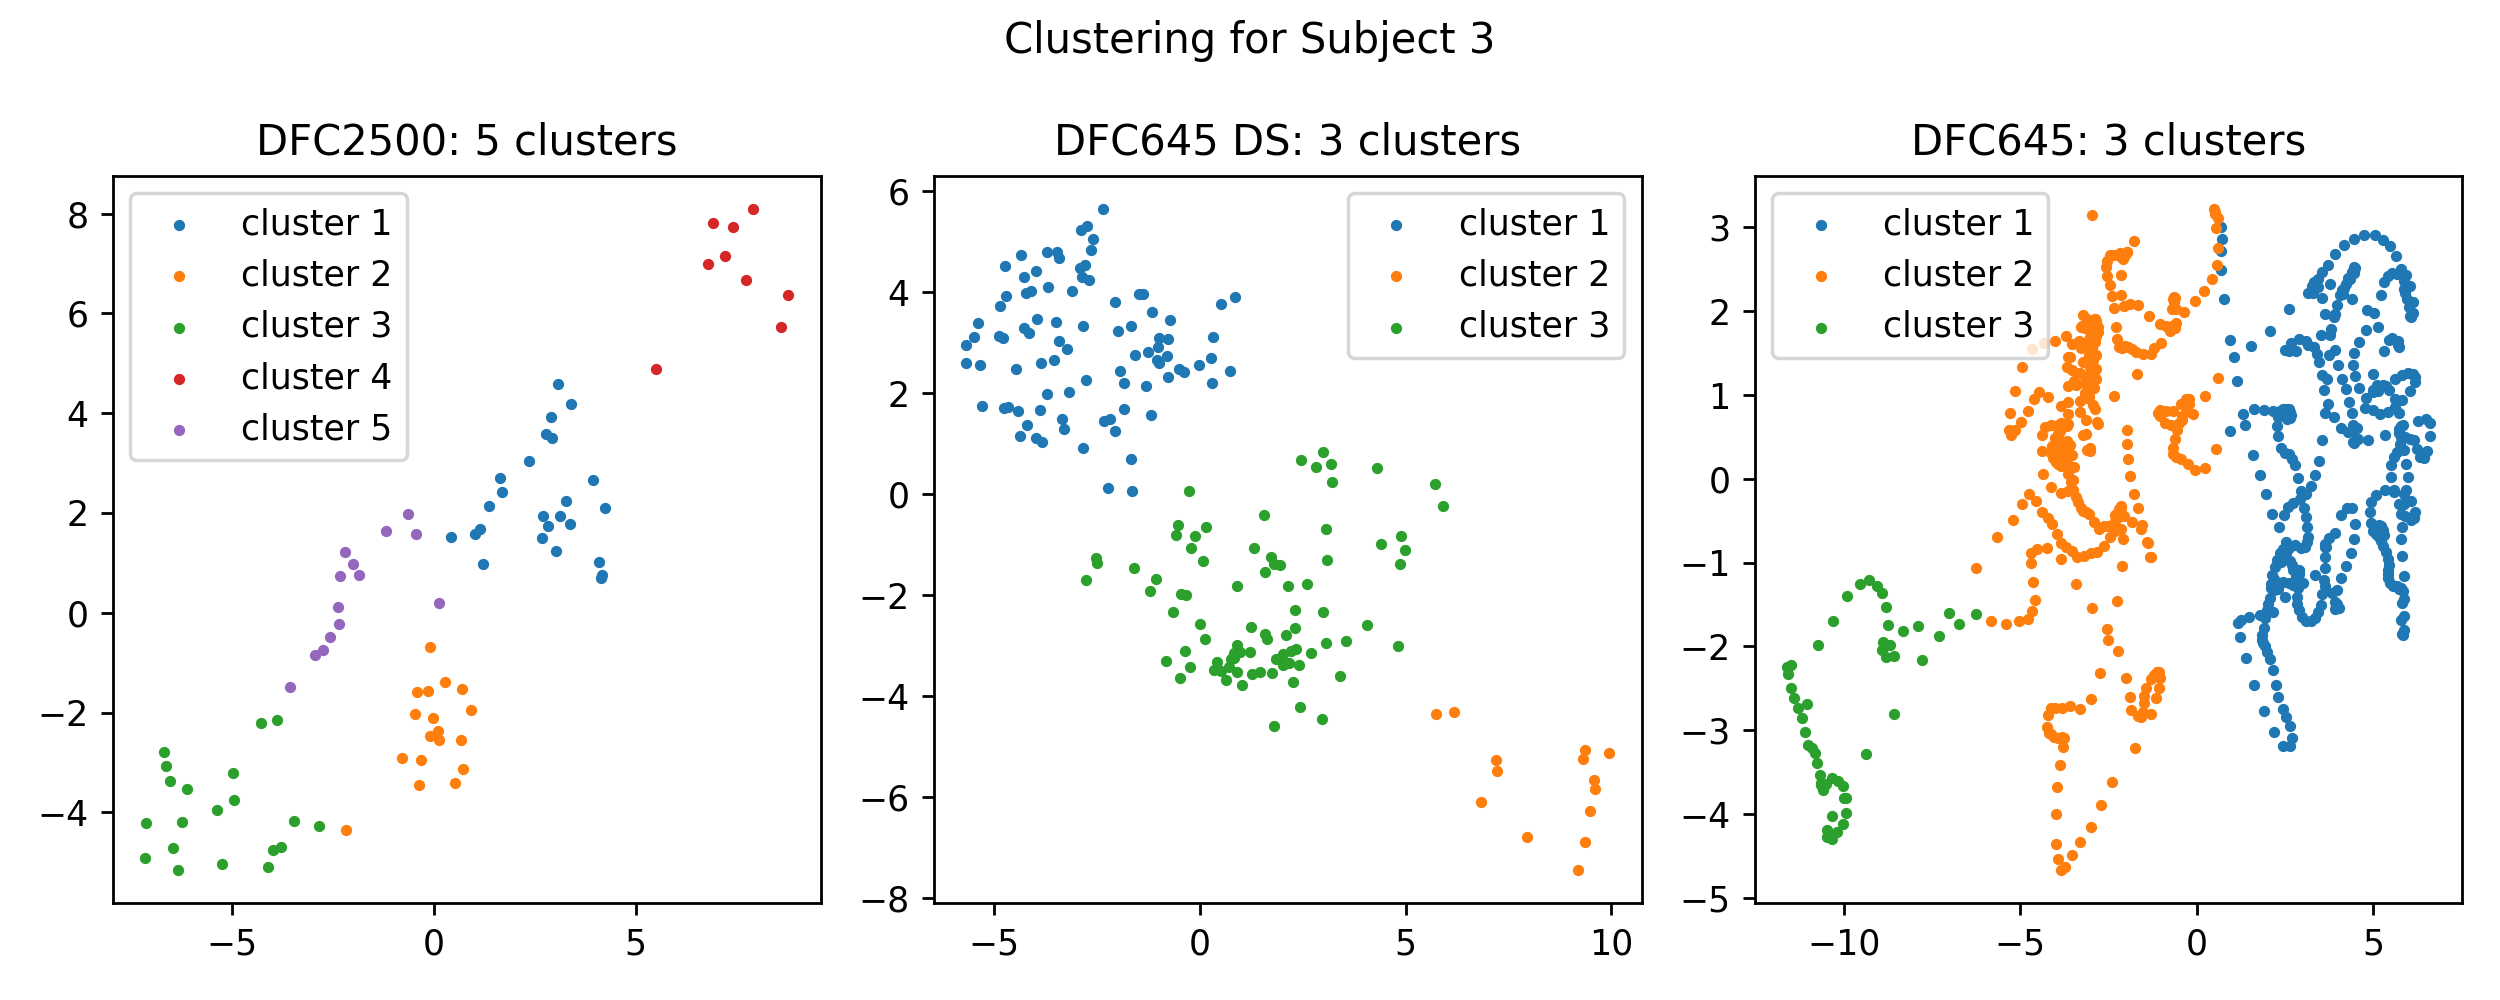 Clustering for Subject 3
DFC2500: 5 clusters
cluster 1
cluster 2
cluster 3
cluster 4
cluster 5
8
6
4
2
0
−2
−4
−5
0
5
DFC645 DS: 3 clusters
cluster 1
cluster 2
cluster 3
6
4
2
0
−2
−4
−6
−8
−5
0
5
10
DFC645: 3 clusters
cluster 1
cluster 2
cluster 3
3
2
1
0
−1
−2
−3
−4
−5
−10
−5
0
5